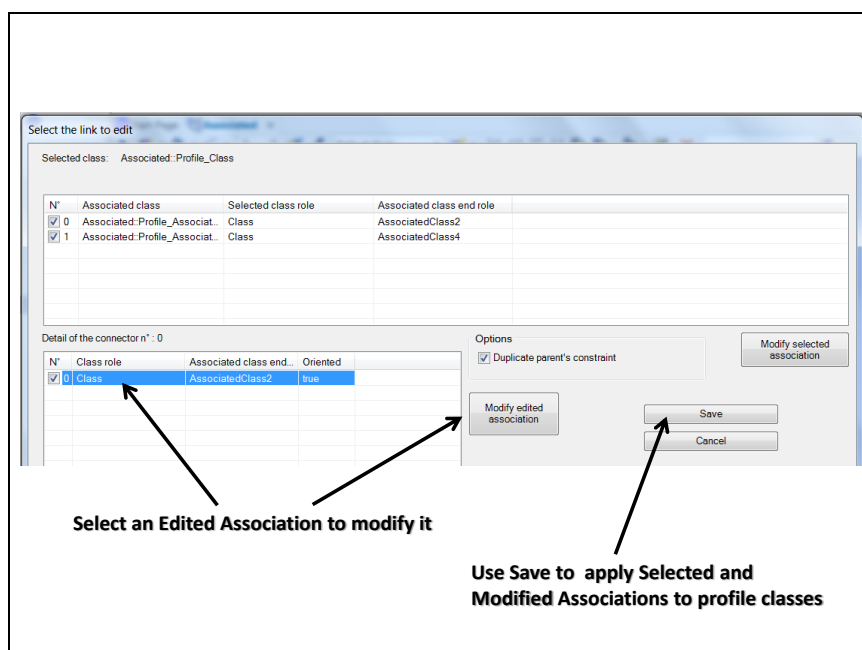 Select the link to edit
Selected class: Associated::Profile_Class
N° Associated class Selected class role Associated class end role
0 Associated::Profile_Associat... Class AssociatedClass2
1 Associated::Profile_Associat... Class AssociatedClass4
Detail of the connector n° : 0
Options
Duplicate parent's constraint
Modify selected
association
N° Class role Associated class end... Oriented
0 Class AssociatedClass2 true
Modify edited
association
Save
Cancel
Select an Edited Association to modify it
Use Save to apply Selected and
Modified Associations to profile classes